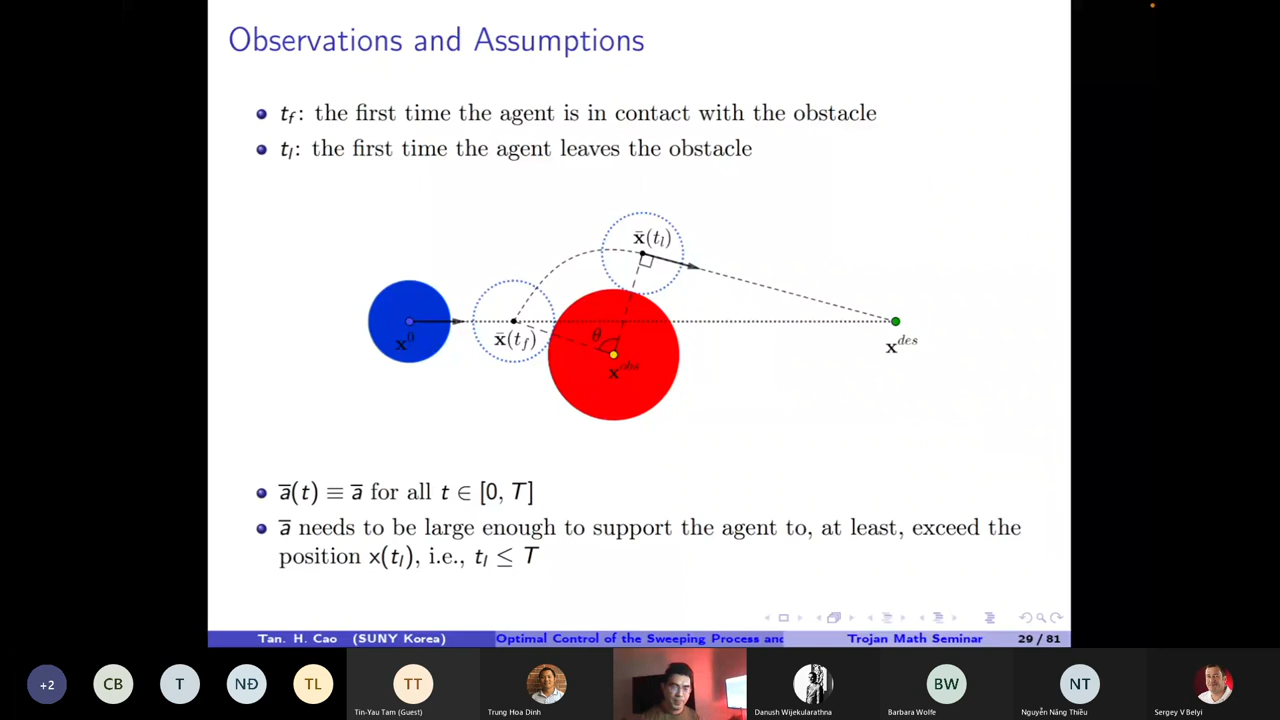 Observations and Assumptions
t_f: the first time the agent is in contact with the obstacle
t_l: the first time the agent leaves the obstacle
x̄(t_l)
x⁰
x̄(t_f)
θ
x^obs
x^des
a̅(t) ≡ a̅ for all t ∈ [0, T]
a̅ needs to be large enough to support the agent to, at least, exceed the
position x(t_l), i.e., t_l ≤ T
Tan. H. Cao (SUNY Korea) Optimal Control of the Sweeping Process and Trojan Math Seminar 29 / 81
+2 CB T NĐ TL TT BW NT
Tin-Yau Tam (Guest) Trung Hoa Dinh Danush Wijekularathna Barbara Wolfe Nguyễn Năng Thiều Sergey V Belyi